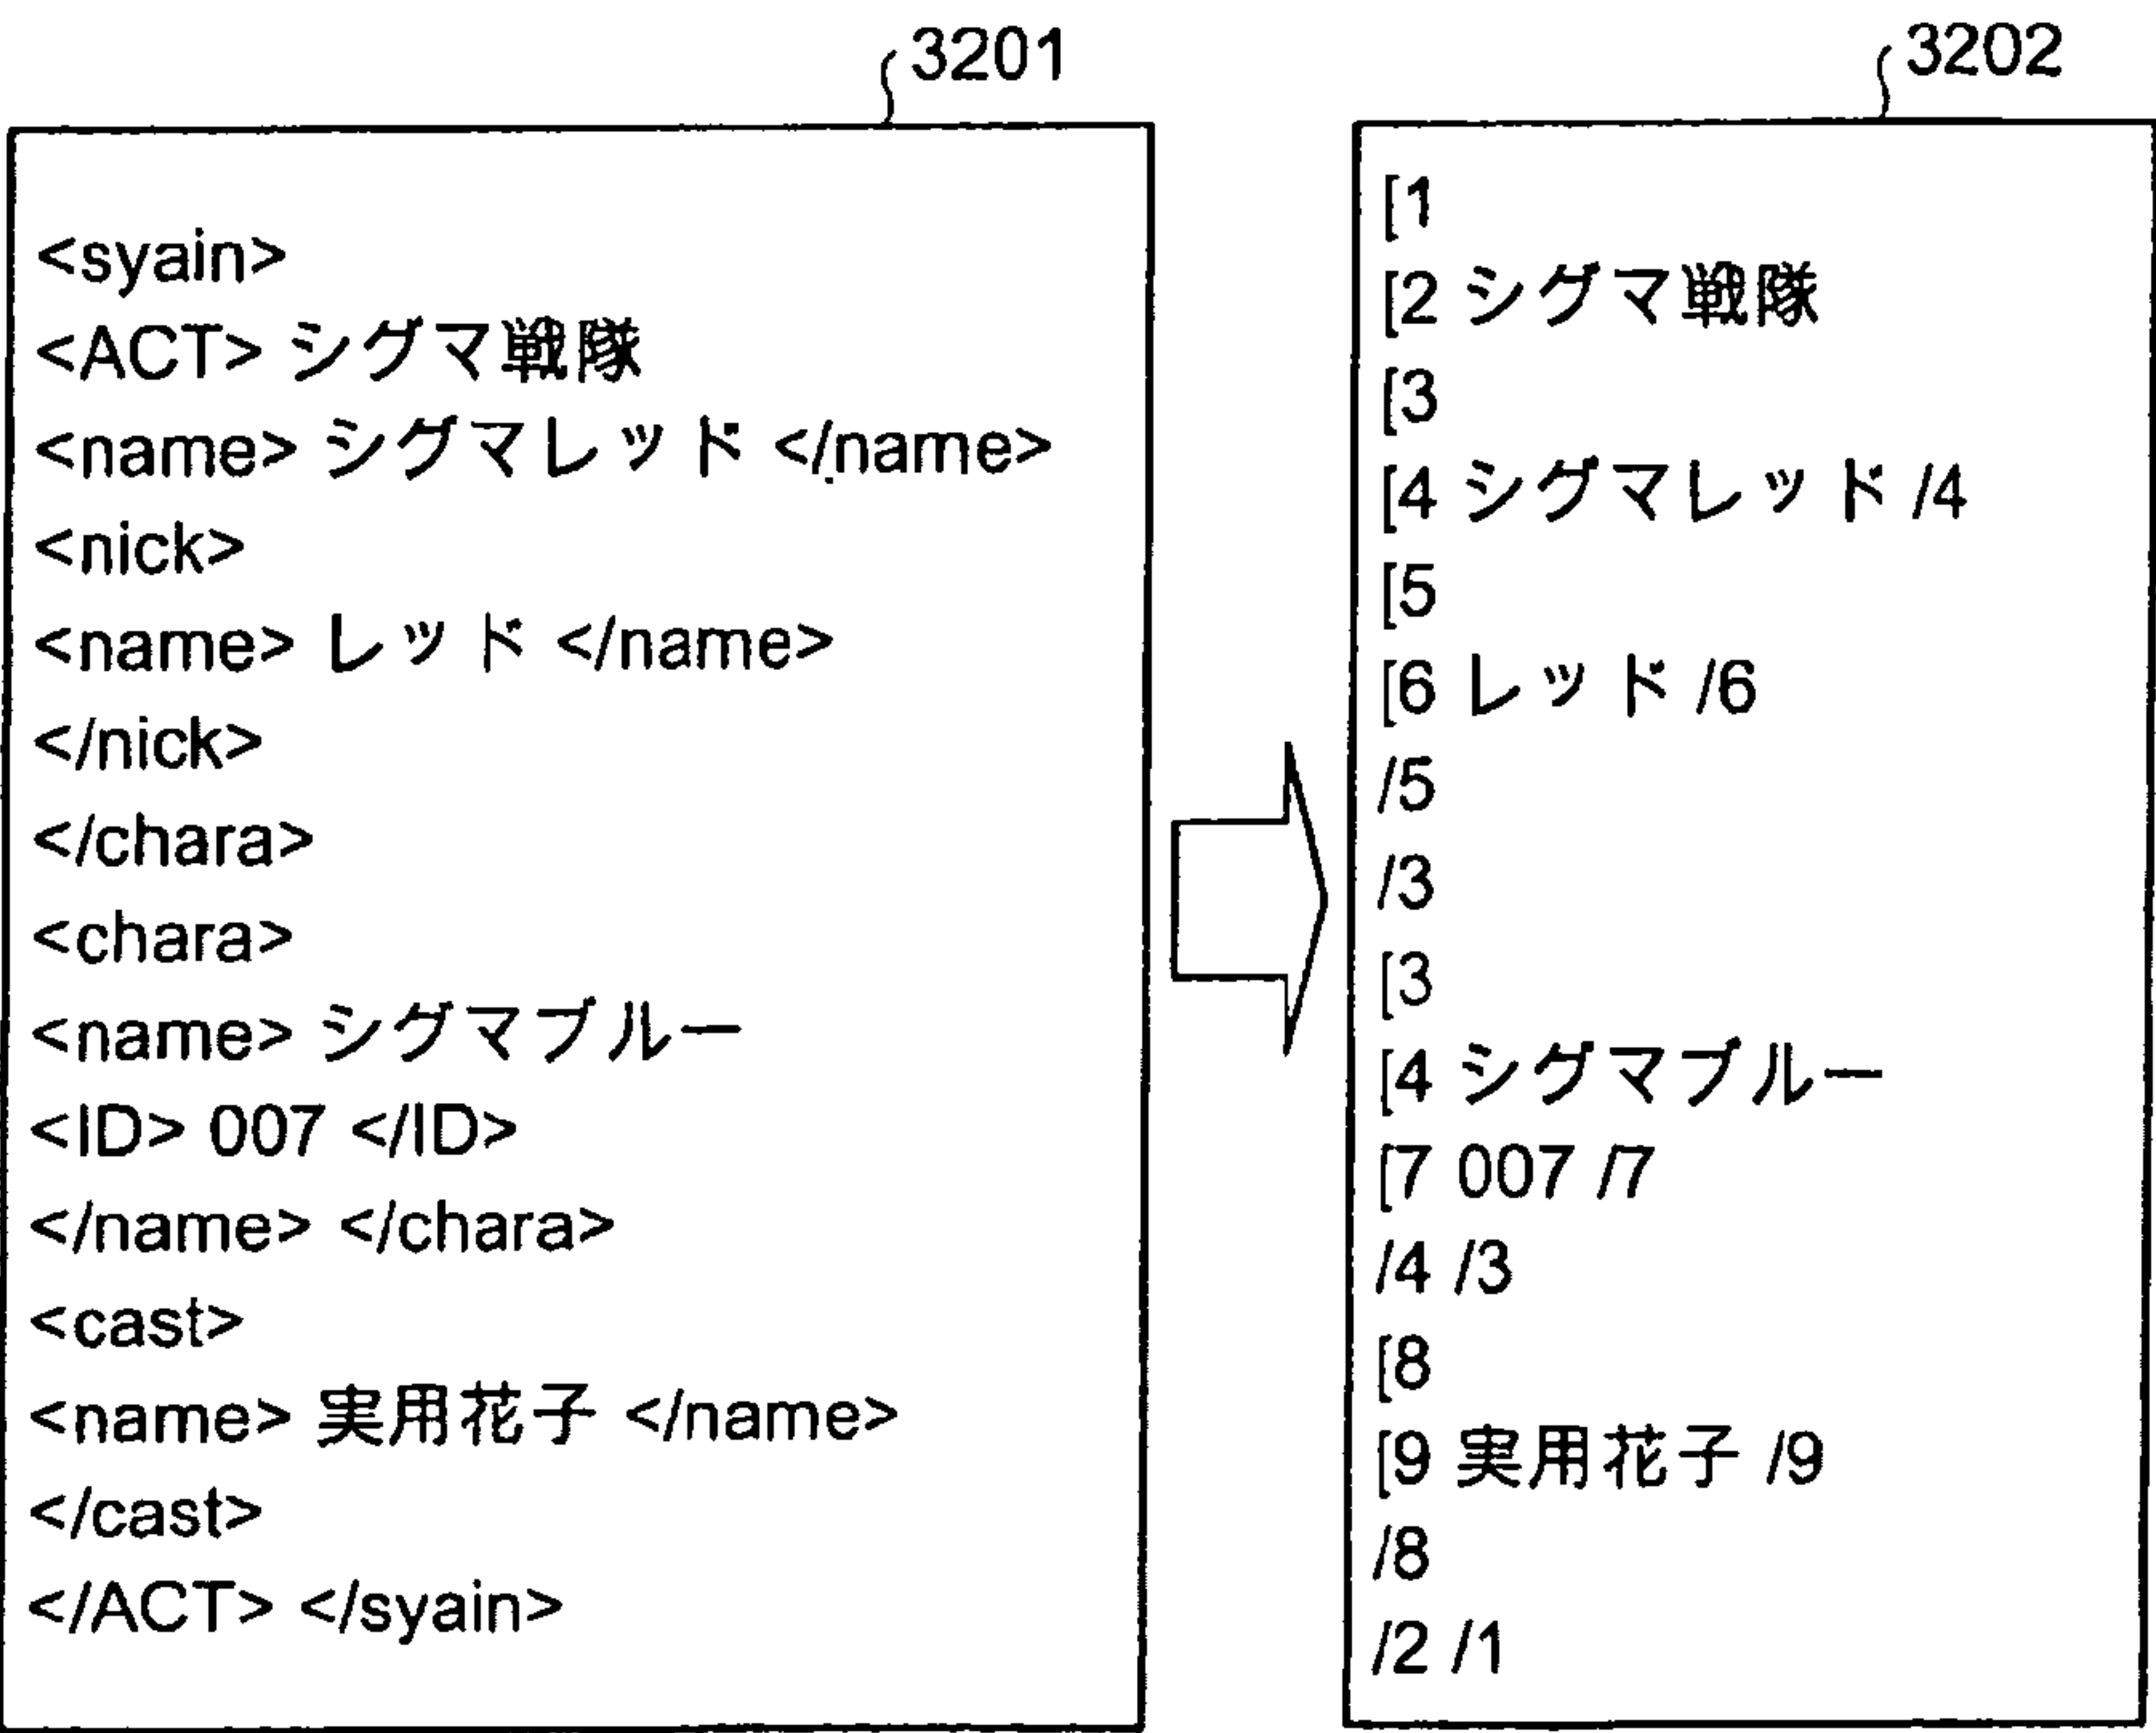 3201
<syain>
<ACT> シグマ戦隊
<name> シグマレッド </name>
<nick>
<name> レッド </name>
</nick>
</chara>
<chara>
<name> シグマブルー
<ID> 007 </ID>
</name> </chara>
<cast>
<name> 実用花子 </name>
</cast>
</ACT> </syain>
3202
[1
[2 シグマ戦隊
[3
[4 シグマレッド /4
[5
[6 レッド /6
/5
/3
[3
[4 シグマブルー
[7 007 /7
/4 /3
[8
[9 実用花子 /9
/8
/2 /1